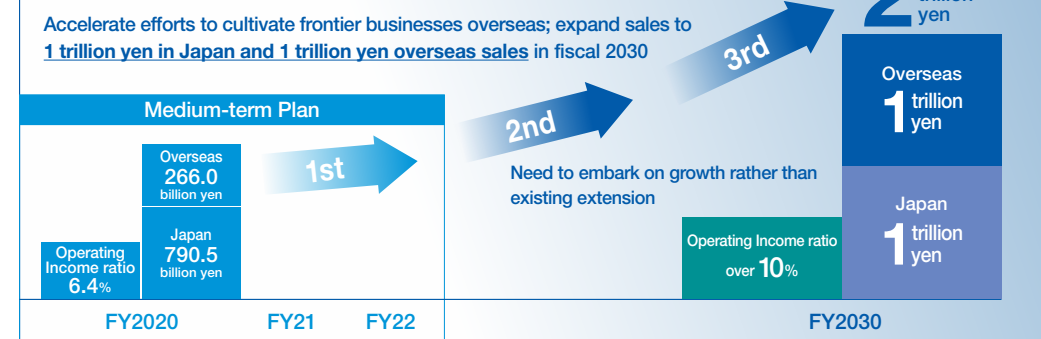 Accelerate efforts to cultivate frontier businesses overseas; expand sales to
1 trillion yen in Japan and 1 trillion yen overseas sales in fiscal 2030
2
yen
3rd
Overseas
1 trillion
yen
Medium-term Plan
2nd
Overseas
266.0
billion yen
1st
Need to embark on growth rather than
existing extension
Japan
790.5
billion yen
Operating
Income ratio
6.4%
Operating Income ratio
over 10%
Japan
1 trillion
yen
FY2020
FY21
FY22
FY2030